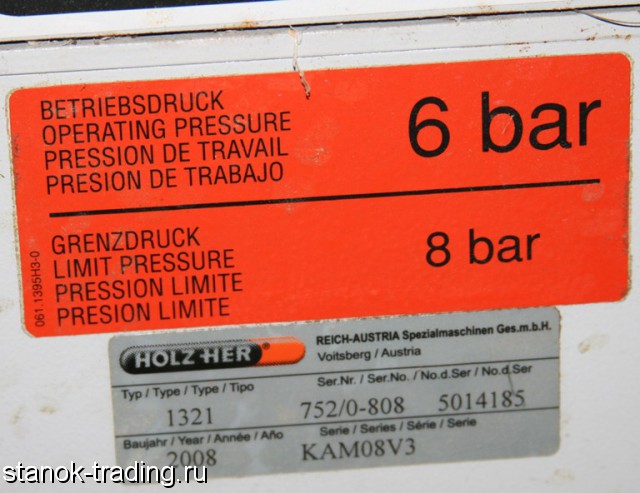 BETRIEBSDRUCK
OPERATING PRESSURE
PRESSION DE TRAVAIL
PRESION DE TRABAJO
6 bar
GRENZDRUCK
LIMIT PRESSURE
PRESSION LIMITE
PRESION LIMITE
8 bar
061.1395H3-0
HOLZ-HER
REICH-AUSTRIA Spezialmaschinen Ges.m.b.H.
Voitsberg / Austria
Typ / Type / Type / Tipo
Ser.Nr. / Ser.No. / No.d.Ser / No.d.Ser
1321 752/0-808 5014185
Baujahr / Year / Année / Año
Serie / Series / Série / Serie
2008 KAM08V3
stanok-trading.ru